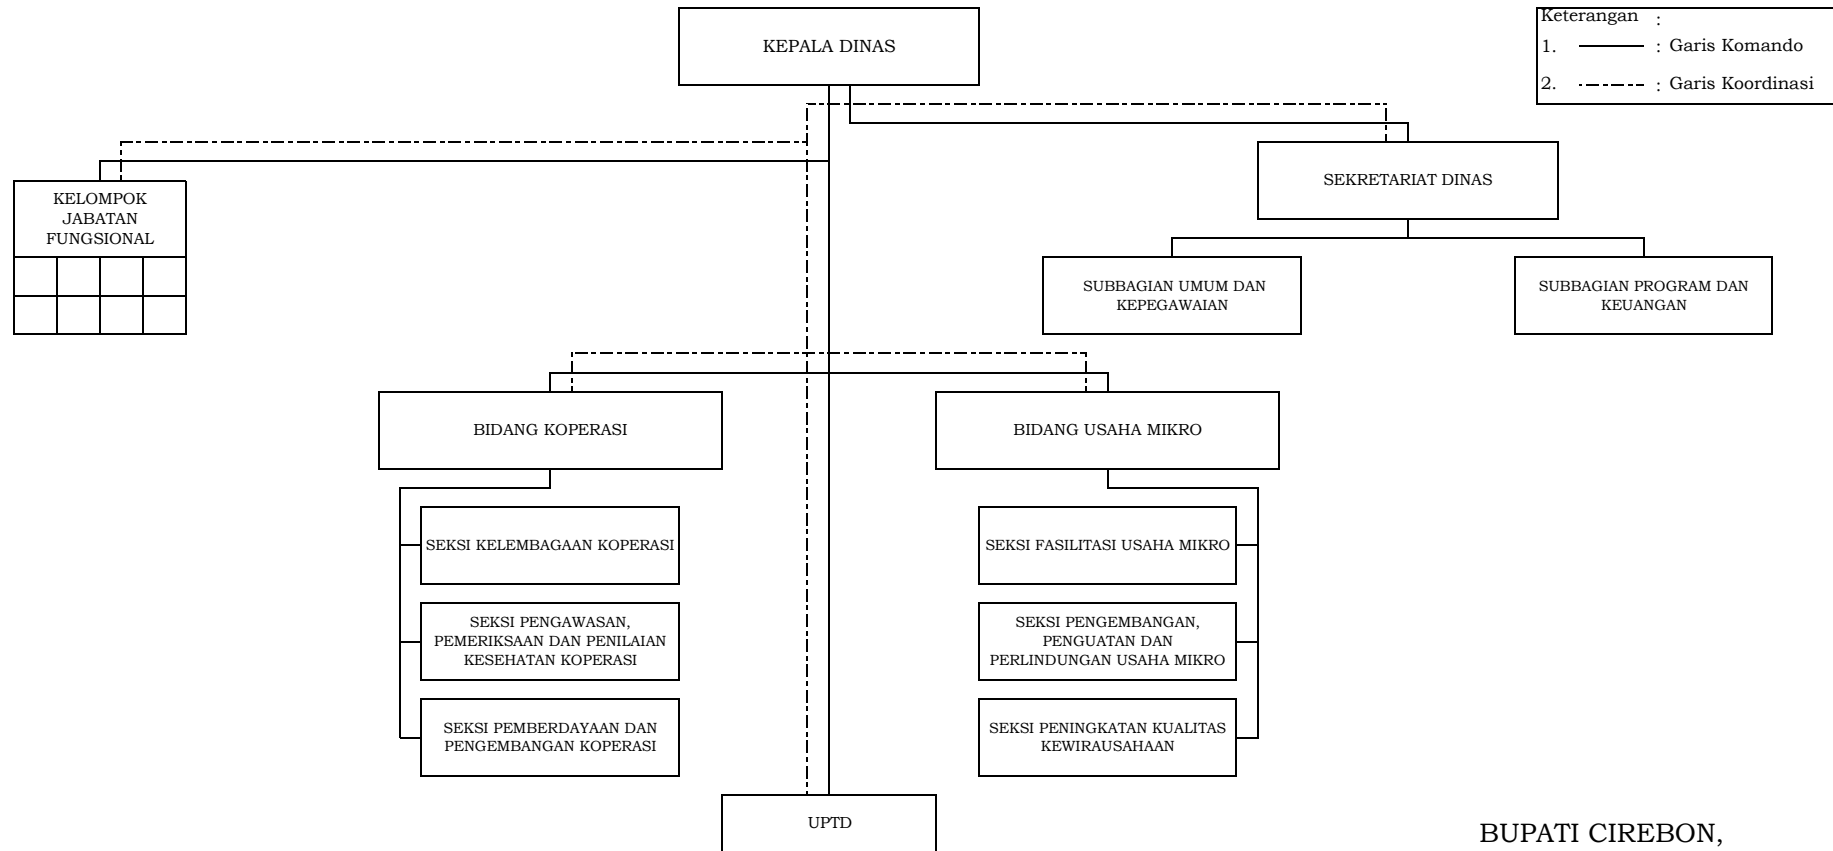 KEPALA DINAS
Keterangan :
1. : Garis Komando
2. : Garis Koordinasi
KELOMPOK
JABATAN
FUNGSIONAL
SEKRETARIAT DINAS
SUBBAGIAN UMUM DAN
KEPEGAWAIAN
SUBBAGIAN PROGRAM DAN
KEUANGAN
BIDANG KOPERASI
BIDANG USAHA MIKRO
SEKSI KELEMBAGAAN KOPERASI
SEKSI FASILITASI USAHA MIKRO
SEKSI PENGAWASAN,
PEMERIKSAAN DAN PENILAIAN
KESEHATAN KOPERASI
SEKSI PENGEMBANGAN,
PENGUATAN DAN
PERLINDUNGAN USAHA MIKRO
SEKSI PEMBERDAYAAN DAN
PENGEMBANGAN KOPERASI
SEKSI PENINGKATAN KUALITAS
KEWIRAUSAHAAN
UPTD
BUPATI CIREBON,